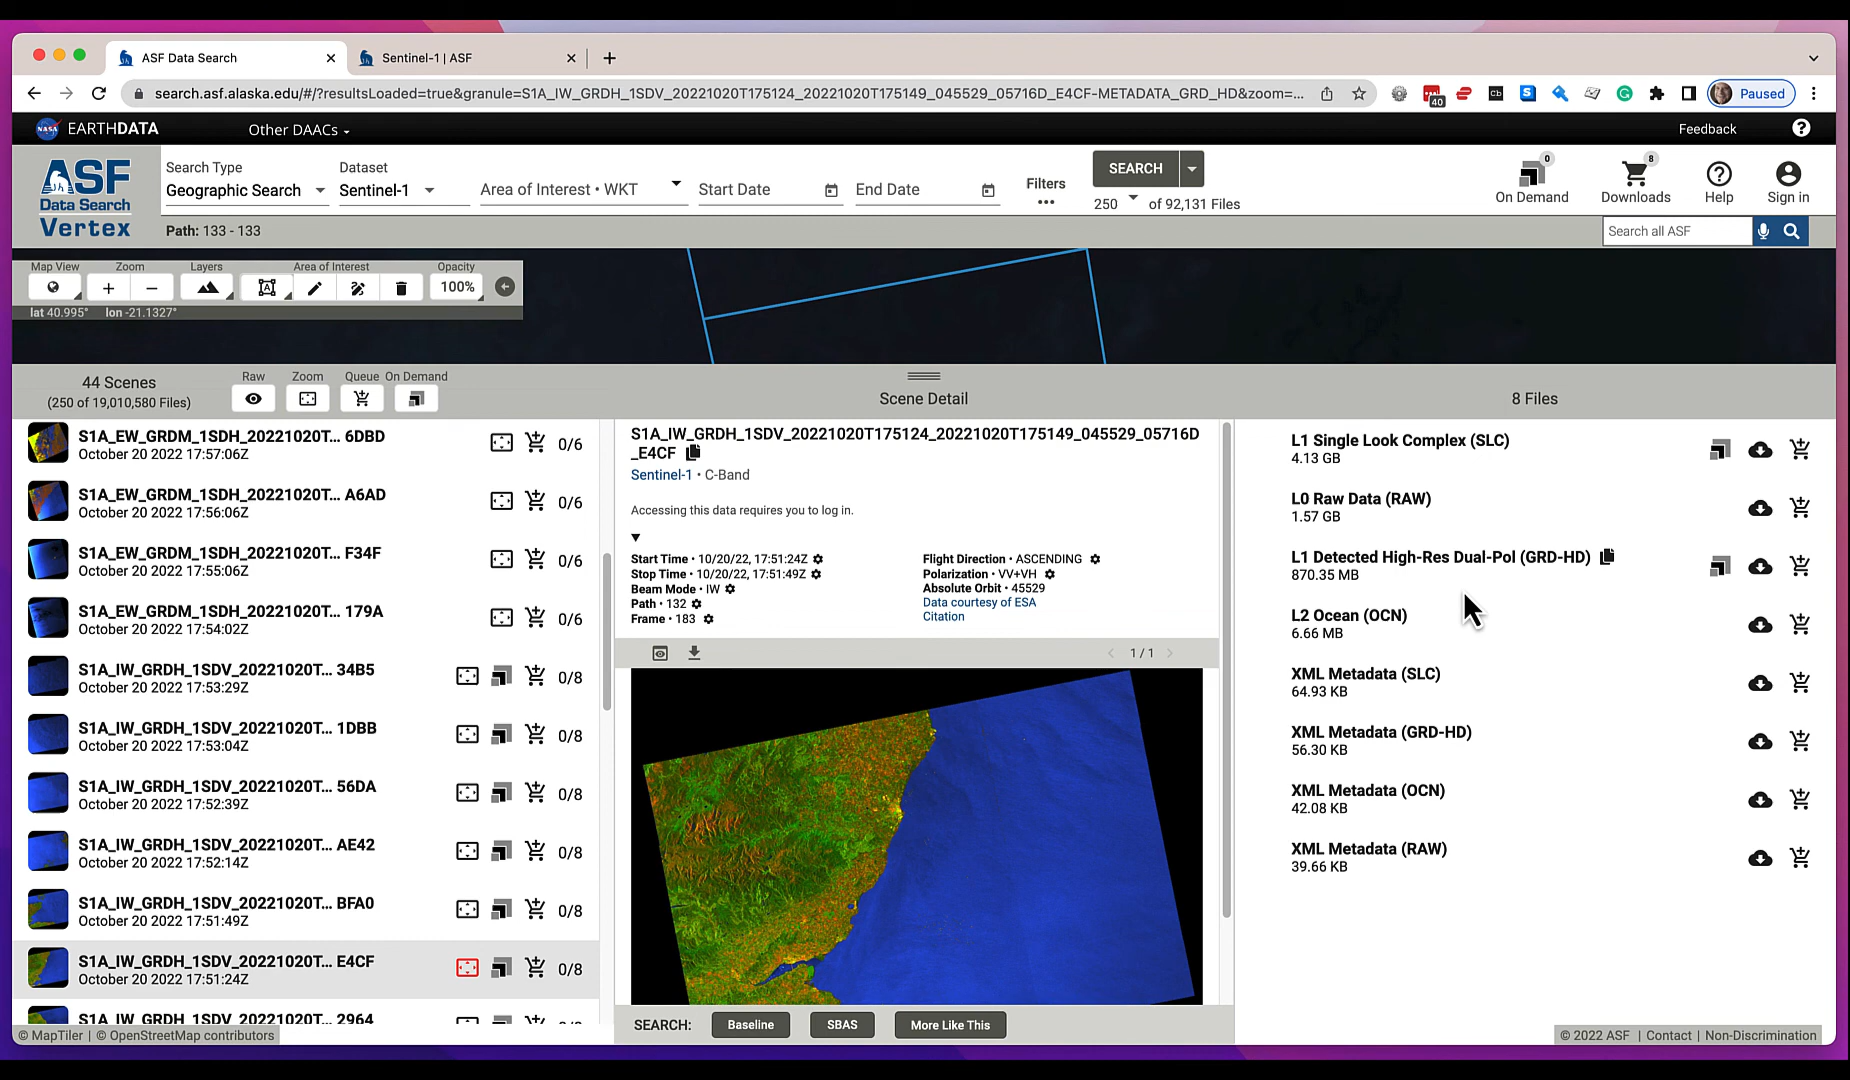 ASF Data Search
Sentinel-1 | ASF
search.asf.alaska.edu/#/?resultsLoaded=true&granule=S1A_IW_GRDH_1SDV_20221020T175124_20221020T175149_045529_05716D_E4CF-METADATA_GRD_HD&zoom=...
40
Cb
S
G
Paused
NASA
EARTHDATA
Other DAACs
Feedback
ASF
Data Search
Vertex
Search Type
Geographic Search
Dataset
Sentinel-1
Area of Interest • WKT
Start Date
End Date
Filters
SEARCH
250 of 92,131 Files
0
On Demand
8
Downloads
Help
Sign in
Path: 133 - 133
Search all ASF
Map View
Zoom
Layers
Area of Interest
Opacity
100%
lat 40.995° lon -21.1327°
44 Scenes
(250 of 19,010,580 Files)
Raw
Zoom
Queue
On Demand
Scene Detail
8 Files
S1A_EW_GRDM_1SDH_20221020T... 6DBD
October 20 2022 17:57:06Z
0/6
S1A_EW_GRDM_1SDH_20221020T... A6AD
October 20 2022 17:56:06Z
0/6
S1A_EW_GRDM_1SDH_20221020T... F34F
October 20 2022 17:55:06Z
0/6
S1A_EW_GRDM_1SDH_20221020T... 179A
October 20 2022 17:54:02Z
0/6
S1A_IW_GRDH_1SDV_20221020T... 34B5
October 20 2022 17:53:29Z
0/8
S1A_IW_GRDH_1SDV_20221020T... 1DBB
October 20 2022 17:53:04Z
0/8
S1A_IW_GRDH_1SDV_20221020T... 56DA
October 20 2022 17:52:39Z
0/8
S1A_IW_GRDH_1SDV_20221020T... AE42
October 20 2022 17:52:14Z
0/8
S1A_IW_GRDH_1SDV_20221020T... BFA0
October 20 2022 17:51:49Z
0/8
S1A_IW_GRDH_1SDV_20221020T... E4CF
October 20 2022 17:51:24Z
0/8
S1A_IW_GRDH_1SDV_20221020T... 2964
© MapTiler | © OpenStreetMap contributors
S1A_IW_GRDH_1SDV_20221020T175124_20221020T175149_045529_05716D
_E4CF
Sentinel-1 • C-Band
Accessing this data requires you to log in.
Start Time • 10/20/22, 17:51:24Z
Stop Time • 10/20/22, 17:51:49Z
Beam Mode • IW
Path • 132
Frame • 183
Flight Direction • ASCENDING
Polarization • VV+VH
Absolute Orbit • 45529
Data courtesy of ESA
Citation
1 / 1
SEARCH:
Baseline
SBAS
More Like This
L1 Single Look Complex (SLC)
4.13 GB
L0 Raw Data (RAW)
1.57 GB
L1 Detected High-Res Dual-Pol (GRD-HD)
870.35 MB
L2 Ocean (OCN)
6.66 MB
XML Metadata (SLC)
64.93 KB
XML Metadata (GRD-HD)
56.30 KB
XML Metadata (OCN)
42.08 KB
XML Metadata (RAW)
39.66 KB
© 2022 ASF | Contact | Non-Discrimination